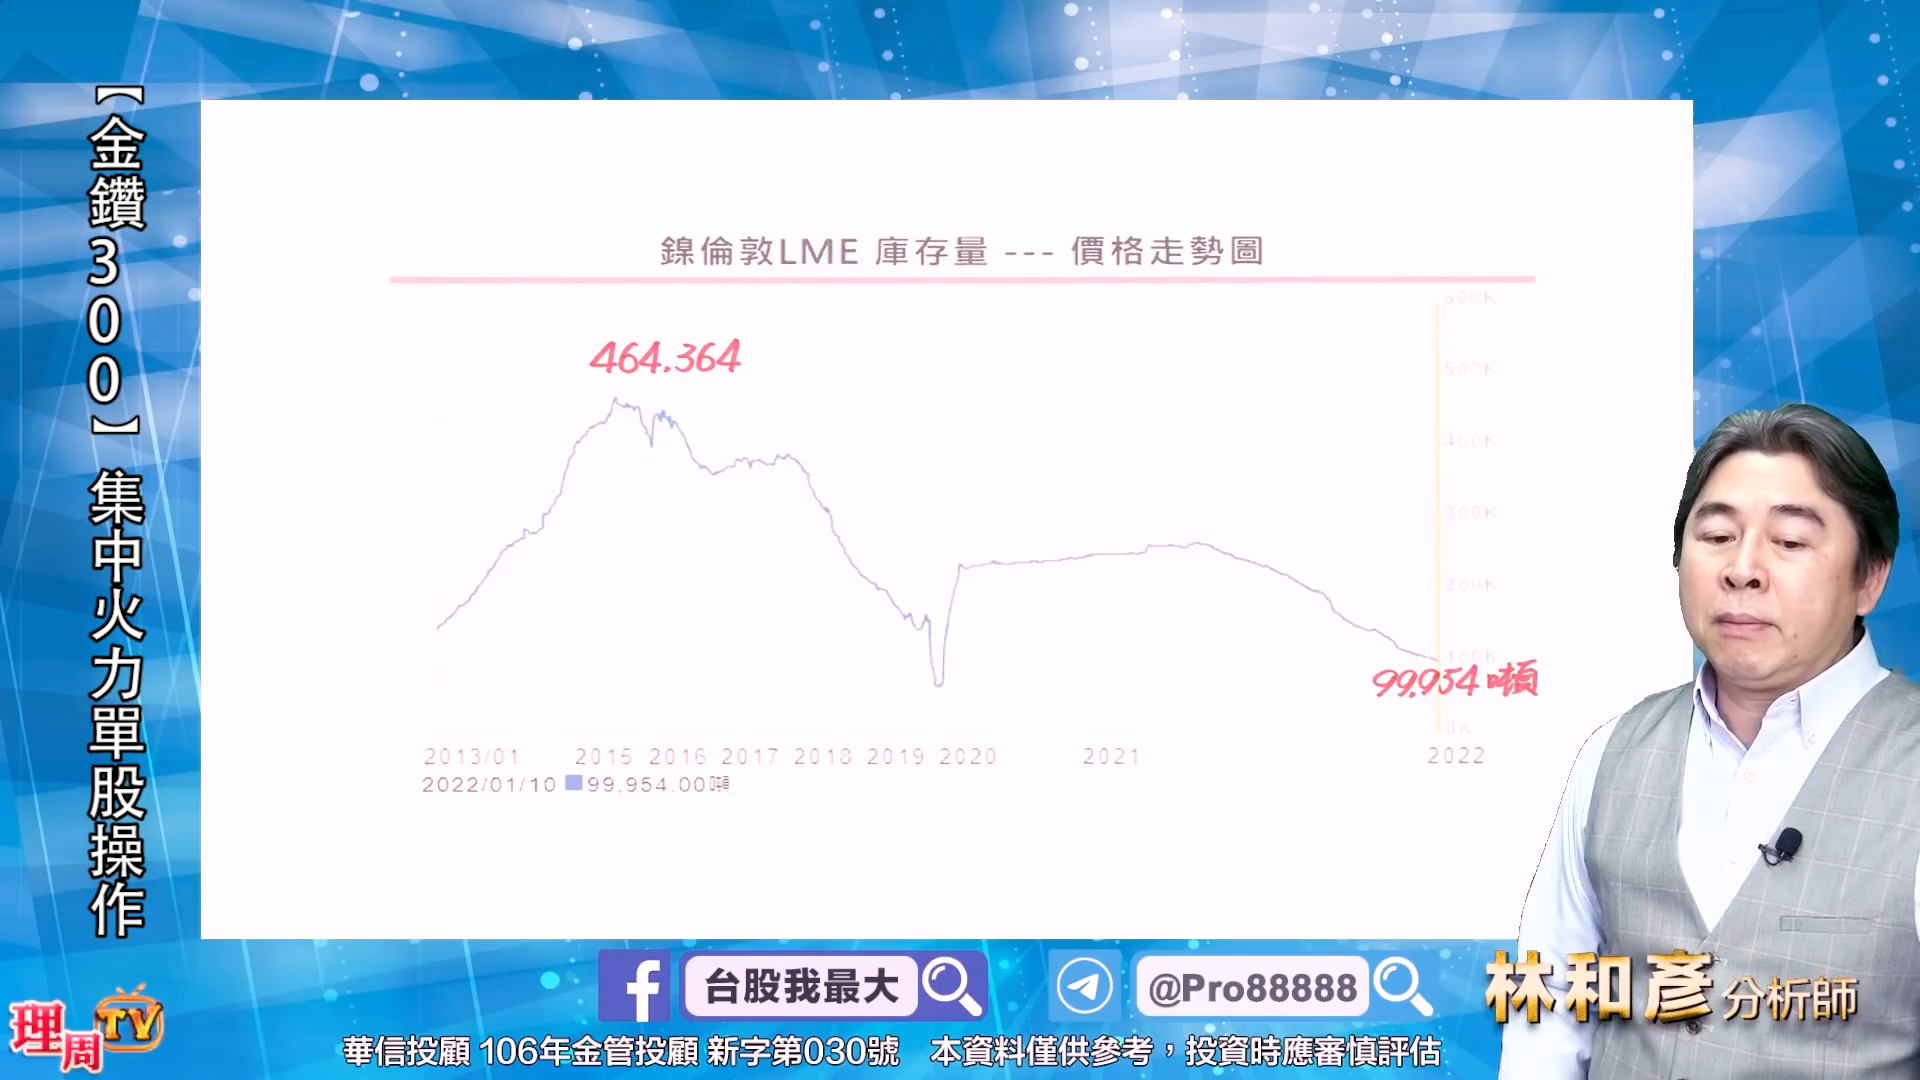 【金鑽300】集中火力單股操作
鎳倫敦LME 庫存量 --- 價格走勢圖
600K
464.364
500K
400K
300K
200K
100K
99.954噸
0K
2013/01 2015 2016 2017 2018 2019 2020 2021 2022
2022/01/10 99,954.00噸
台股我最大
@Pro88888
林和彥分析師
理周TV
華信投顧 106年金管投顧 新字第030號 本資料僅供參考,投資時應審慎評估